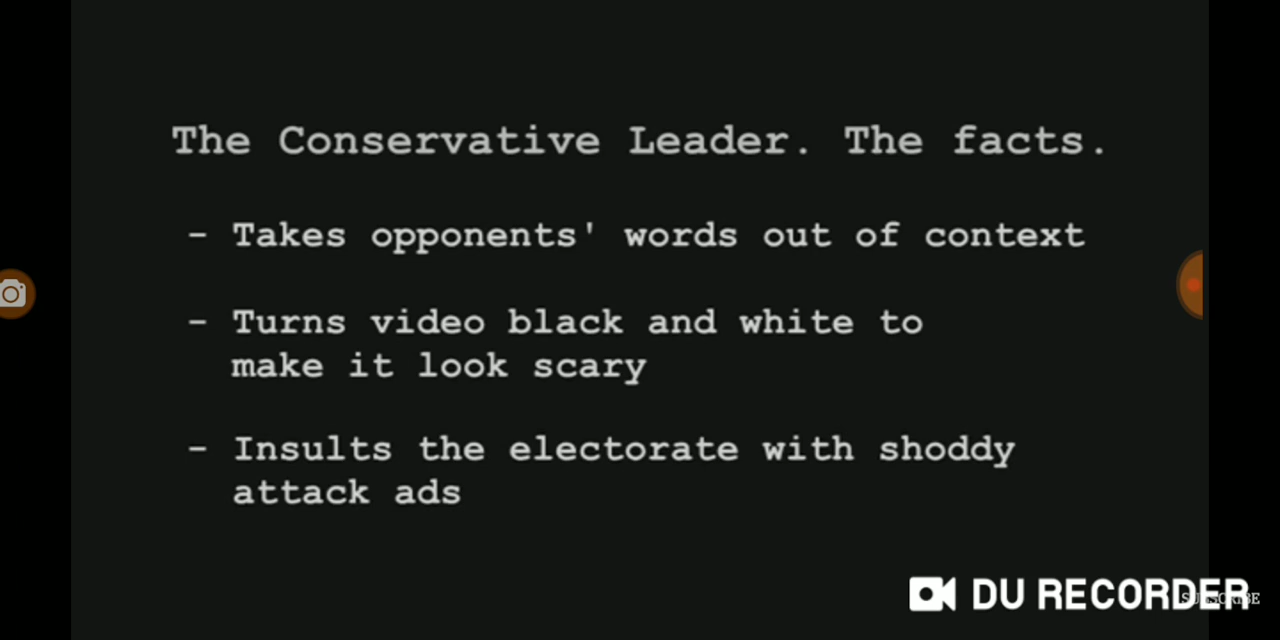 The Conservative Leader. The facts.
- Takes opponents' words out of context
- Turns video black and white to
make it look scary
- Insults the electorate with shoddy
attack ads
DU RECORDER
SUBSCRIBE